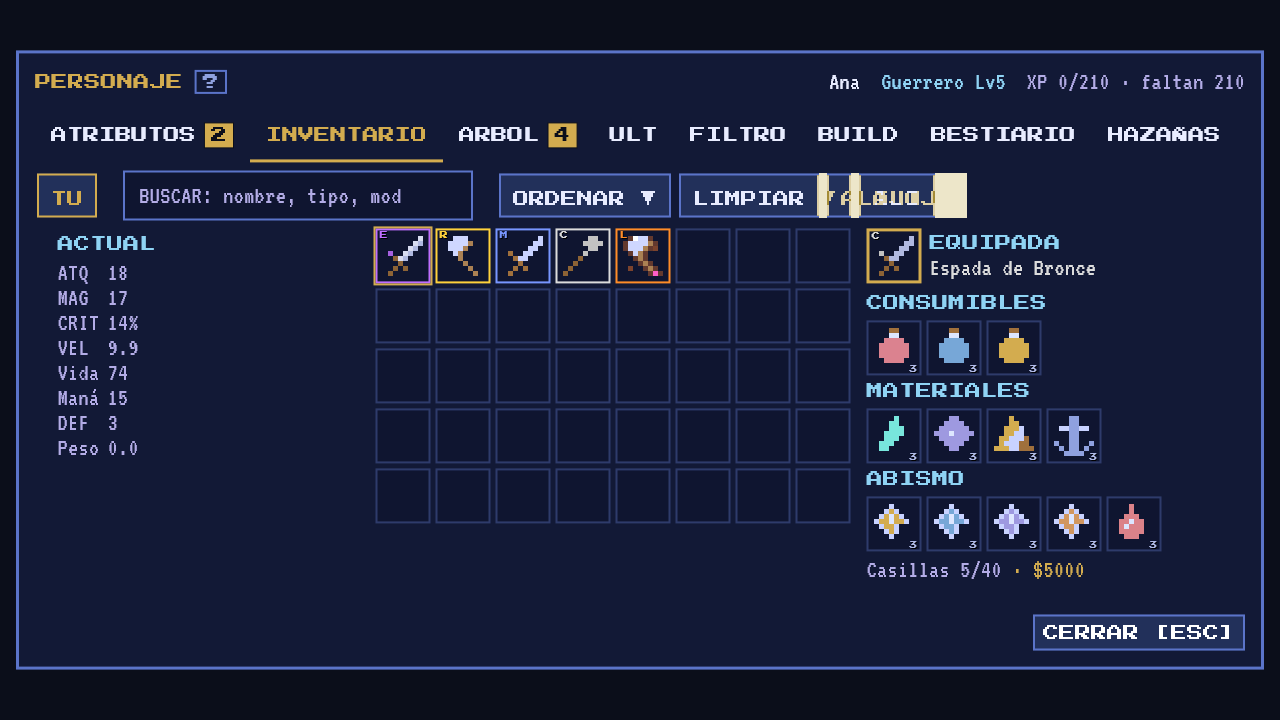 PERSONAJE ?
Ana Guerrero Lv5 XP 0/210 · faltan 210
ATRIBUTOS 2 INVENTARIO ARBOL 4 ULT FILTRO BUILD BESTIARIO HAZAÑAS
TU BUSCAR: nombre, tipo, mod ORDENAR ▼ LIMPIAR
ACTUAL
ATQ 18
MAG 17
CRIT 14%
VEL 9.9
Vida 74
Maná 15
DEF 3
Peso 0.0
E R M C L
C EQUIPADA
Espada de Bronce
CONSUMIBLES
3 3 3
MATERIALES
3 3 3 3
ABISMO
3 3 3 3 3
Casillas 5/40 · $5000
CERRAR [ESC]